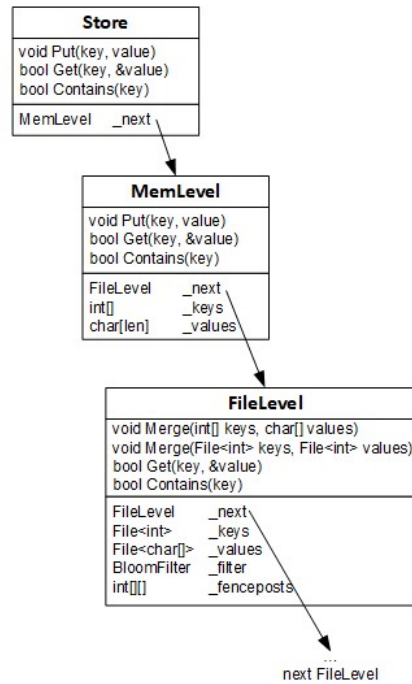 Store
void Put(key, value)
bool Get(key, &value)
bool Contains(key)
MemLevel _next
MemLevel
void Put(key, value)
bool Get(key, &value)
bool Contains(key)
FileLevel _next
int[] _keys
char[len] _values
FileLevel
void Merge(int[] keys, char[] values)
void Merge(File<int> keys, File<int> values)
bool Get(key, &value)
bool Contains(key)
FileLevel _next
File<int> _keys
File<char[]> _values
BloomFilter _filter
int[][] _fenceposts
...
next FileLevel